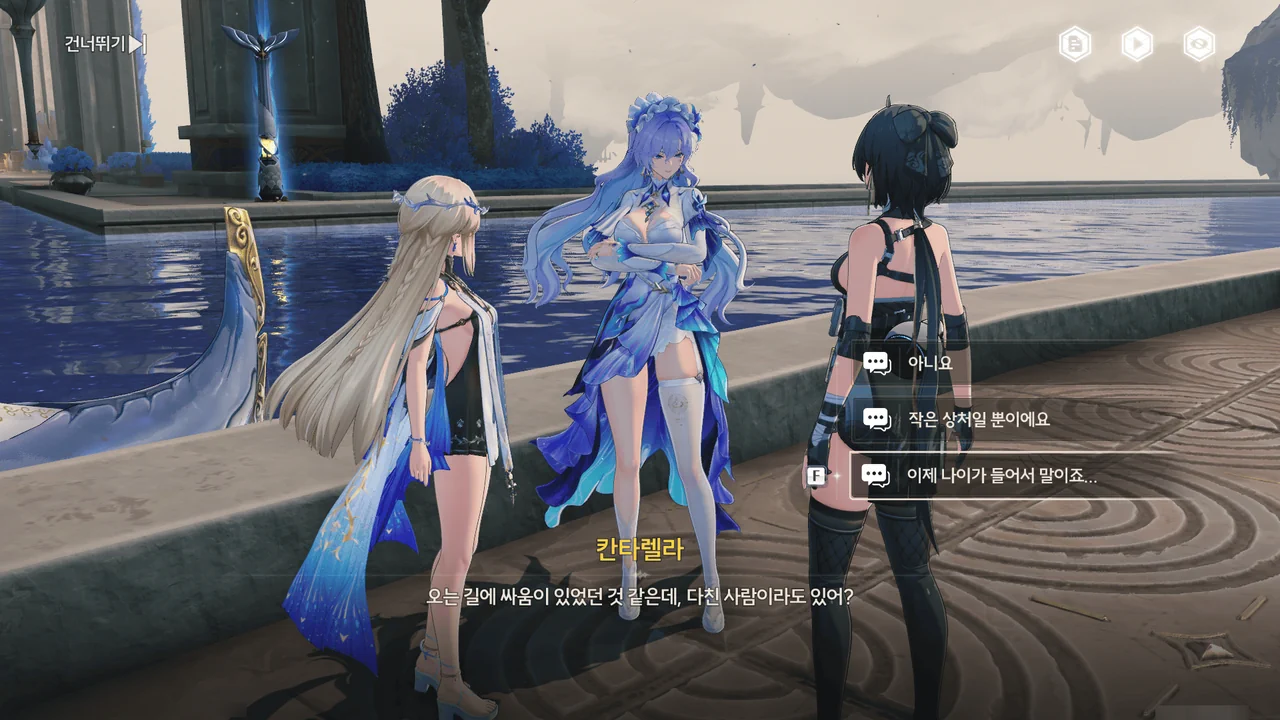 건너뛰기
아니요
작은 상처일 뿐이에요
F
이제 나이가 들어서 말이죠...
칸타렐라
오는 길에 싸움이 있었던 것 같은데, 다친 사람이라도 있어?